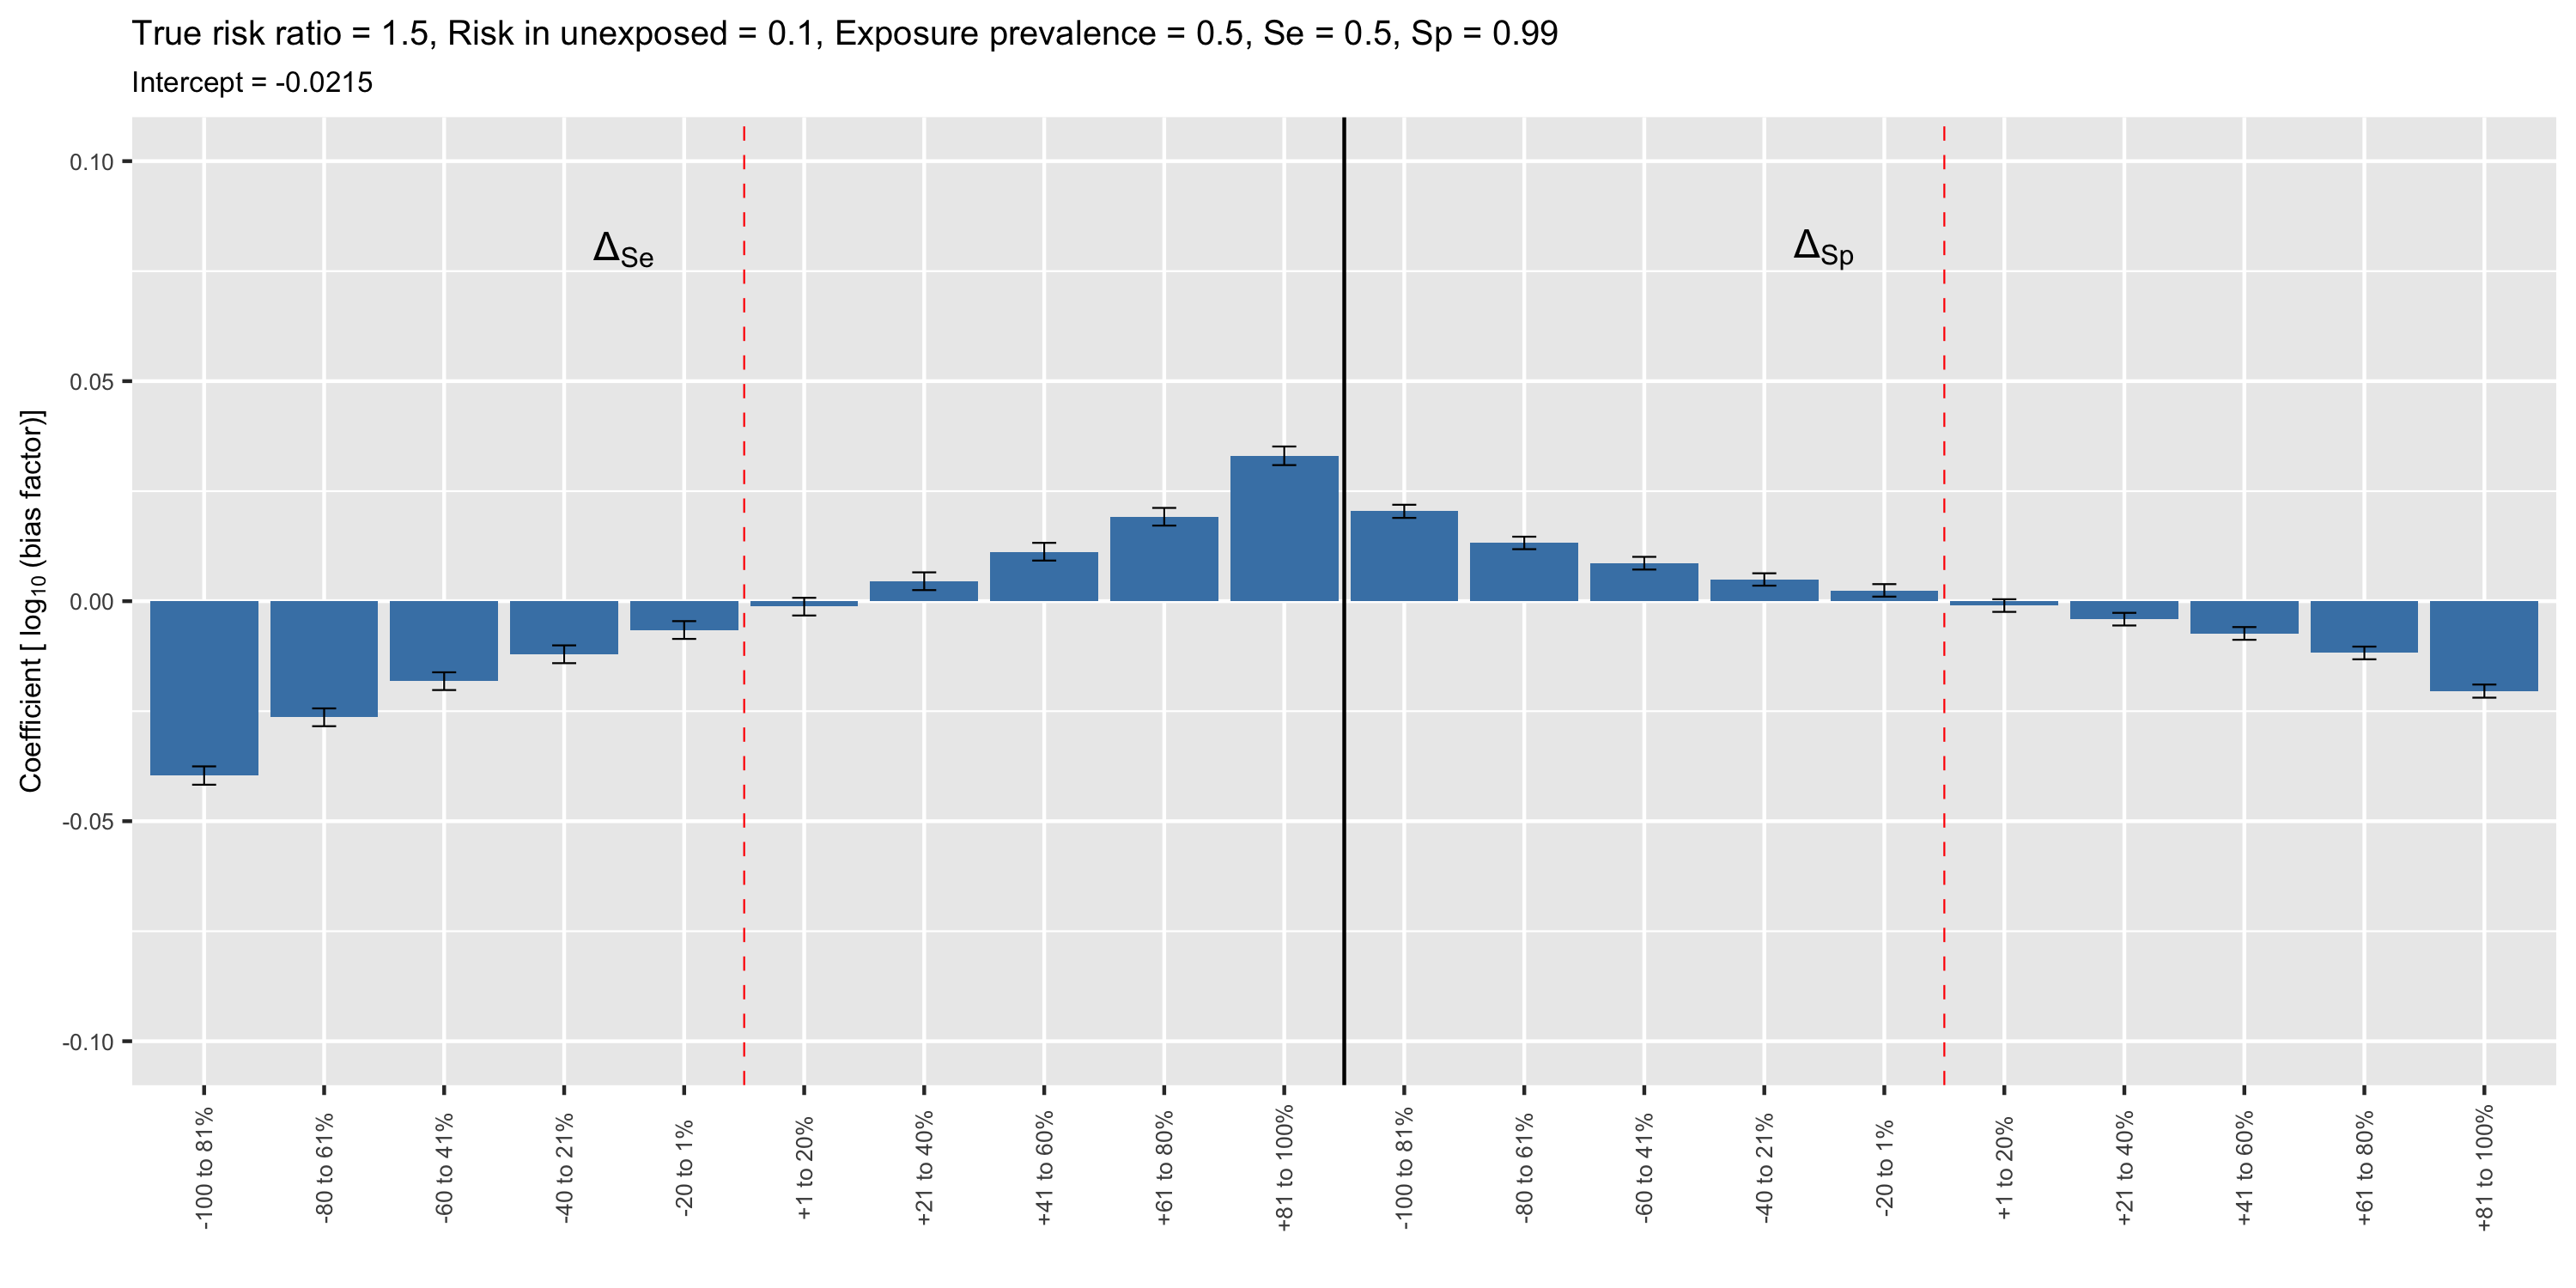 True risk ratio = 1.5, Risk in unexposed = 0.1, Exposure prevalence = 0.5, Se = 0.5, Sp = 0.99
Intercept = -0.0215
Coefficient [ log10 (bias factor)]
0.10
0.05
0.00
-0.05
-0.10
ΔSe
ΔSp
-100 to 81%
-80 to 61%
-60 to 41%
-40 to 21%
-20 to 1%
+1 to 20%
+21 to 40%
+41 to 60%
+61 to 80%
+81 to 100%
-100 to 81%
-80 to 61%
-60 to 41%
-40 to 21%
-20 to 1%
+1 to 20%
+21 to 40%
+41 to 60%
+61 to 80%
+81 to 100%